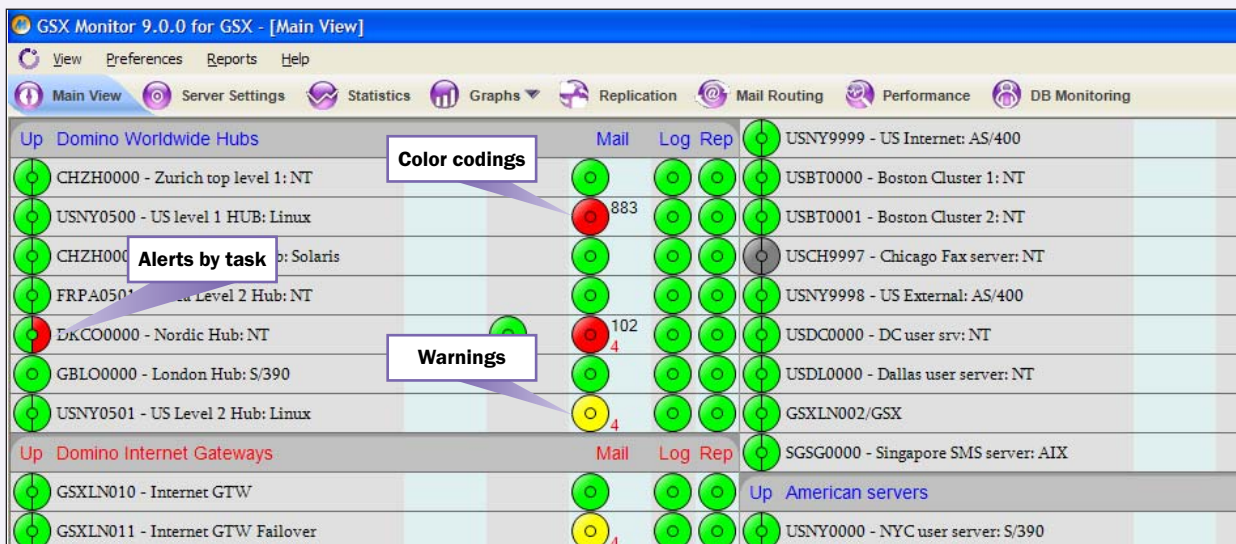 GSX Monitor 9.0.0 for GSX - [Main View]
View Preferences Reports Help
Main View Server Settings Statistics Graphs Replication Mail Routing Performance DB Monitoring
Up Domino Worldwide Hubs Mail Log Rep
CHZH0000 - Zurich top level 1: NT
USNY0500 - US level 1 HUB: Linux 883
CHZH000 b: Solaris
FRPA0501 Level 2 Hub: NT
DKCO0000 - Nordic Hub: NT 102
4
GBLO0000 - London Hub: S/390
USNY0501 - US Level 2 Hub: Linux 4
Up Domino Internet Gateways Mail Log Rep
GSXLN010 - Internet GTW
GSXLN011 - Internet GTW Failover 4
Color codings
Alerts by task
Warnings
USNY9999 - US Internet: AS/400
USBT0000 - Boston Cluster 1: NT
USBT0001 - Boston Cluster 2: NT
USCH9997 - Chicago Fax server: NT
USNY9998 - US External: AS/400
USDC0000 - DC user srv: NT
USDL0000 - Dallas user server: NT
GSXLN002/GSX
SGSG0000 - Singapore SMS server: AIX
Up American servers
USNY0000 - NYC user server: S/390